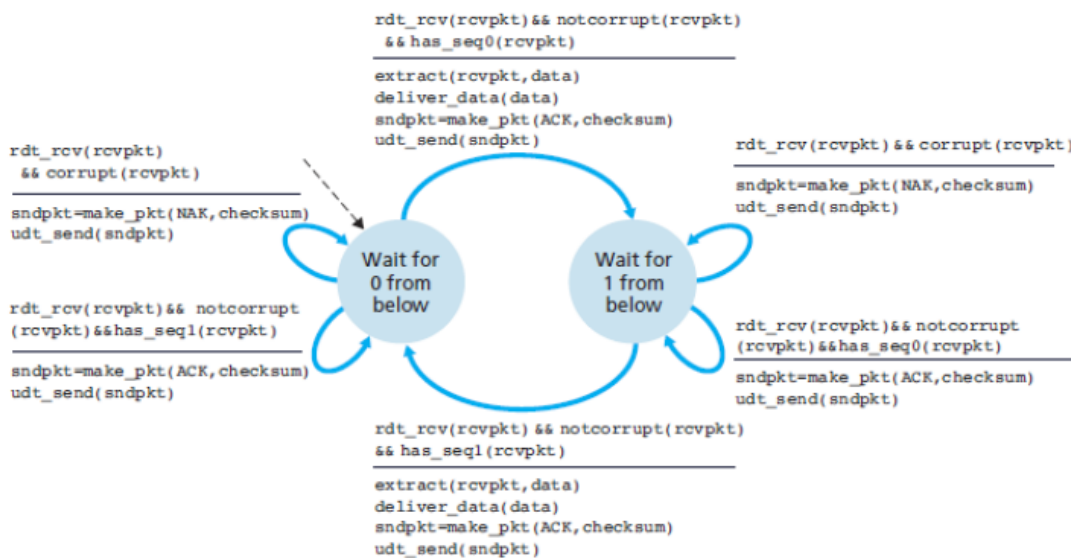 rdt_rcv(rcvpkt)&& notcorrupt(rcvpkt)
&& has_seq0(rcvpkt)
extract(rcvpkt,data)
deliver_data(data)
sndpkt=make_pkt(ACK,checksum)
udt_send(sndpkt)
rdt_rcv(rcvpkt)
&& corrupt(rcvpkt)
sndpkt=make_pkt(NAK,checksum)
udt_send(sndpkt)
rdt_rcv(rcvpkt)&& corrupt(rcvpkt)
sndpkt=make_pkt(NAK,checksum)
udt_send(sndpkt)
Wait for
0 from
below
Wait for
1 from
below
rdt_rcv(rcvpkt)&& notcorrupt
(rcvpkt)&&has_seq1(rcvpkt)
sndpkt=make_pkt(ACK,checksum)
udt_send(sndpkt)
rdt_rcv(rcvpkt)&& notcorrupt
(rcvpkt)&&has_seq0(rcvpkt)
sndpkt=make_pkt(ACK,checksum)
udt_send(sndpkt)
rdt_rcv(rcvpkt) && notcorrupt(rcvpkt)
&& has_seq1(rcvpkt)
extract(rcvpkt,data)
deliver_data(data)
sndpkt=make_pkt(ACK,checksum)
udt_send(sndpkt)